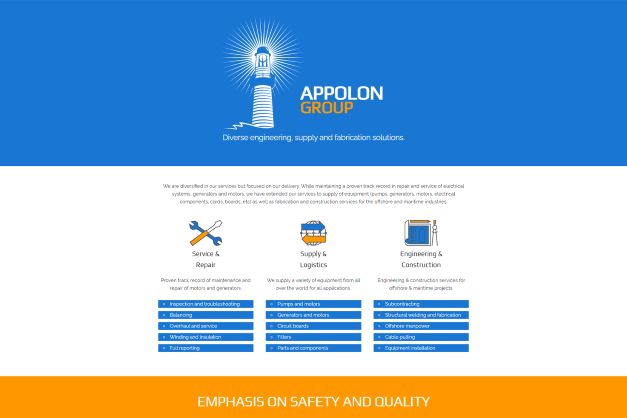 APPOLON
GROUP
Diverse engineering, supply and fabrication solutions.
We are diversified in our services but focused on our delivery. While maintaining a proven track record in repair and service of electrical
systems, generators and motors, we have extended our services to supply of equipment (pumps, generators, motors, electrical
components, cards, boards, etc) as well as fabrication and construction services for the offshore and maritime industries.
Service &
Repair
Proven track record of maintenance and
repair of motors and generators
Inspection and troubleshooting
Balancing
Overhaul and service
Winding and insulation
Full reporting
Supply &
Logistics
We supply a variety of equipment from all
over the world for all applications
Pumps and motors
Generators and motors
Circuit boards
Filters
Parts and components
Engineering &
Construction
Engineering & construction services for
offshore & maritime projects
Subcontracting
Structural welding and fabrication
Offshore manpower
Cable pulling
Equipment installation
EMPHASIS ON SAFETY AND QUALITY